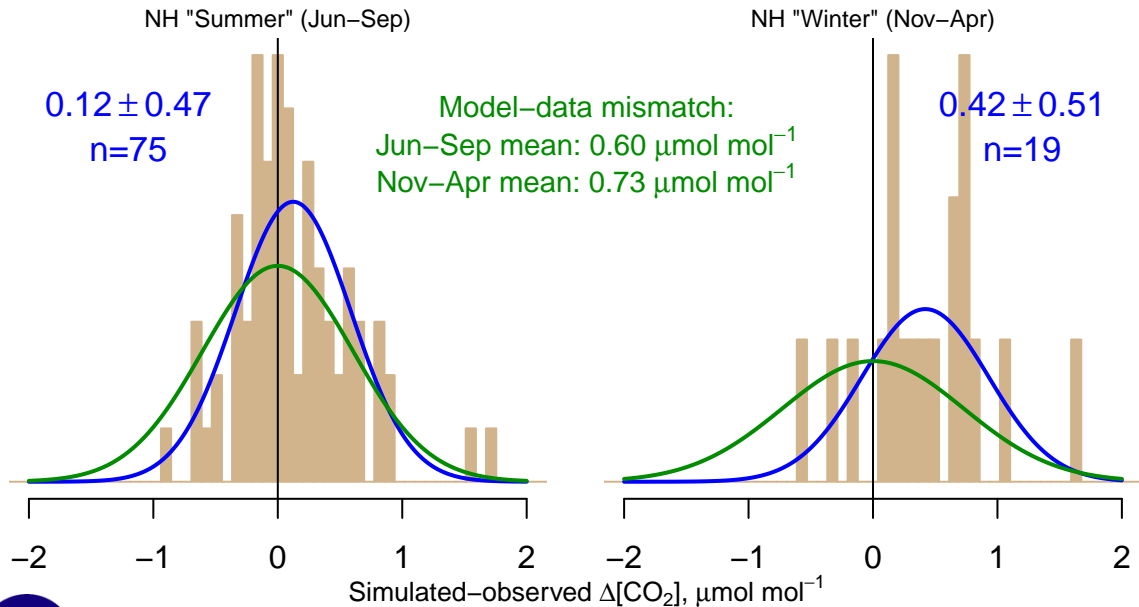 NH "Summer" (Jun−Sep)
0.12 ± 0.47
n=75
Model−data mismatch:
Jun−Sep mean: 0.60 μmol mol⁻¹
Nov−Apr mean: 0.73 μmol mol⁻¹
NH "Winter" (Nov−Apr)
0.42 ± 0.51
n=19
−2 −1 0 1 2
−2 −1 0 1 2
Simulated−observed Δ[CO₂], μmol mol⁻¹